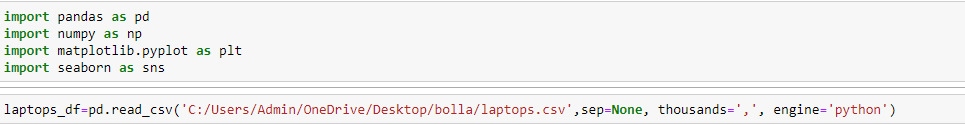 import pandas as pd
import numpy as np
import matplotlib.pyplot as plt
import seaborn as sns
laptops_df=pd.read_csv('C:/Users/Admin/OneDrive/Desktop/bolla/laptops.csv',sep=None, thousands=',', engine='python')